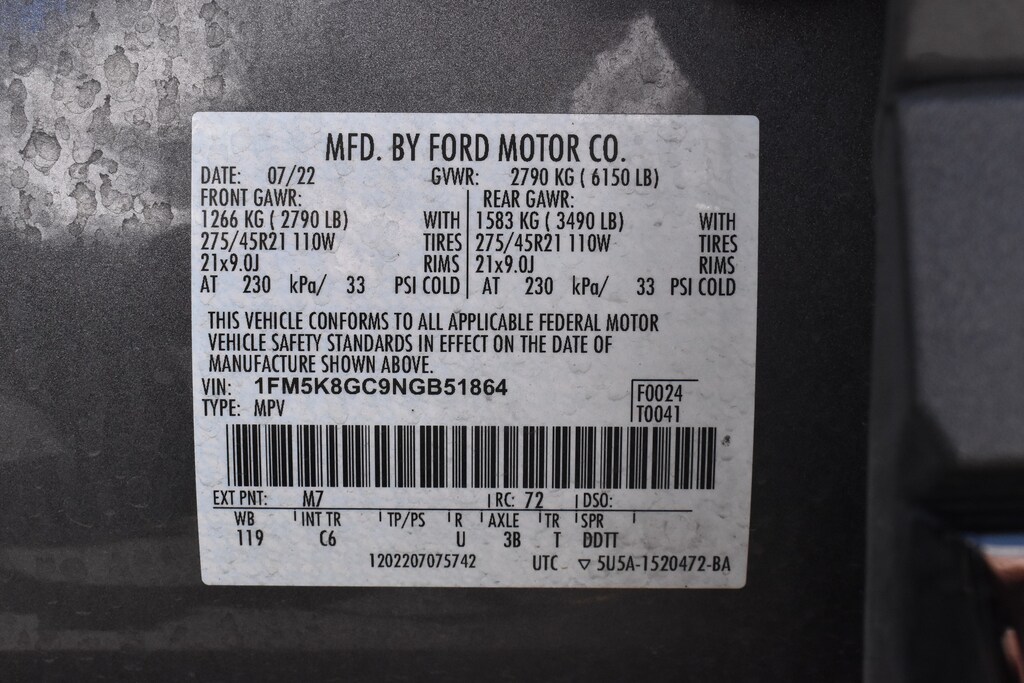 MFD. BY FORD MOTOR CO.
DATE: 07/22 GVWR: 2790 KG ( 6150 LB)
FRONT GAWR: REAR GAWR:
1266 KG ( 2790 LB) WITH 1583 KG ( 3490 LB) WITH
275/45R21 110W TIRES 275/45R21 110W TIRES
21x9.0J RIMS 21x9.0J RIMS
AT 230 kPa/ 33 PSI COLD AT 230 kPa/ 33 PSI COLD
THIS VEHICLE CONFORMS TO ALL APPLICABLE FEDERAL MOTOR
VEHICLE SAFETY STANDARDS IN EFFECT ON THE DATE OF
MANUFACTURE SHOWN ABOVE.
VIN: 1FM5K8GC9NGB51864 F0024
TYPE: MPV T0041
EXT PNT: M7 RC: 72 DSO:
WB INT TR TP/PS R AXLE TR SPR
119 C6 U 3B T DDTT
1202207075742 UTC ▽ 5U5A-1520472-BA